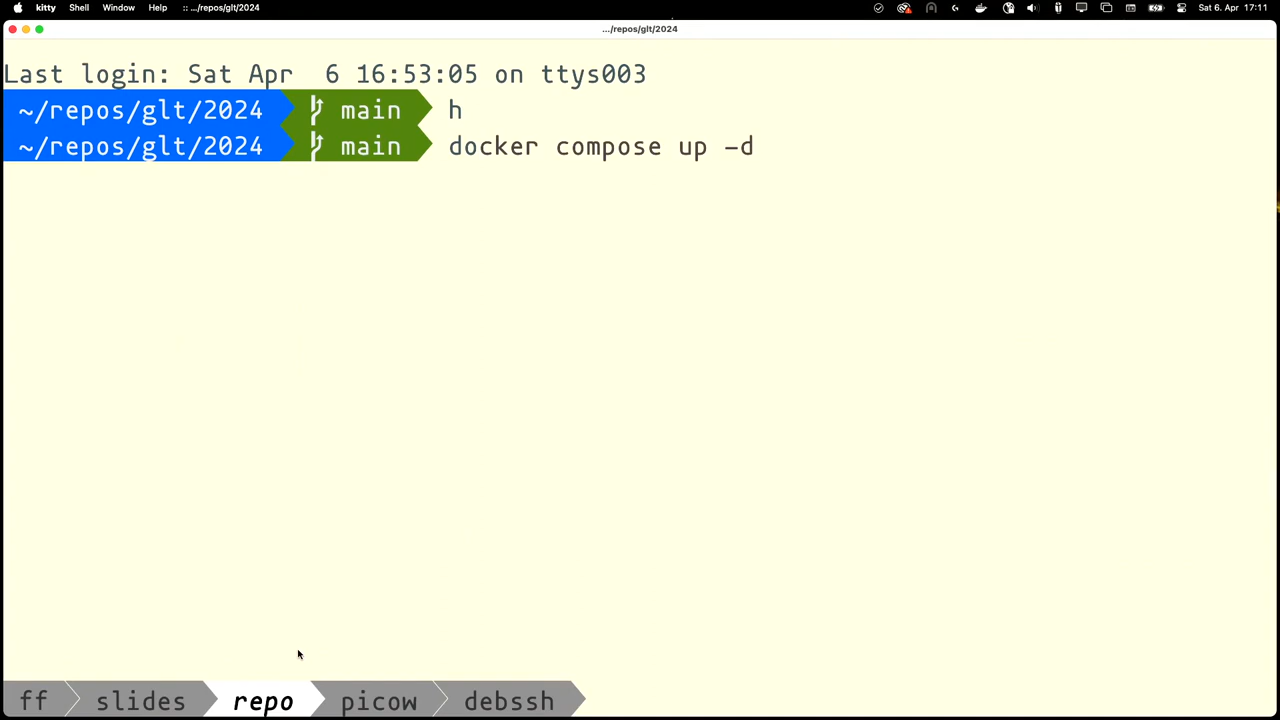 kitty Shell Window Help :: .../repos/glt/2024 Sat 6. Apr 17:11
.../repos/glt/2024
Last login: Sat Apr  6 16:53:05 on ttys003
~/repos/glt/2024 main h
~/repos/glt/2024 main docker compose up -d
ff slides repo picow debssh